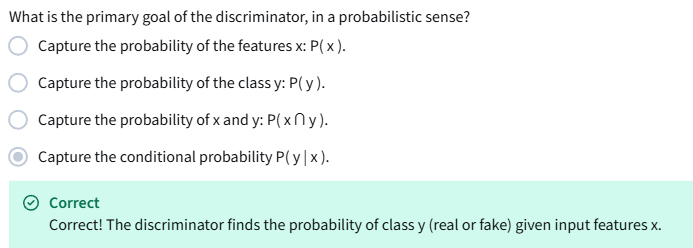 What is the primary goal of the discriminator, in a probabilistic sense?
Capture the probability of the features x: P( x ).
Capture the probability of the class y: P( y ).
Capture the probability of x and y: P( x ⋂ y ).
Capture the conditional probability P( y | x ).
Correct
Correct! The discriminator finds the probability of class y (real or fake) given input features x.